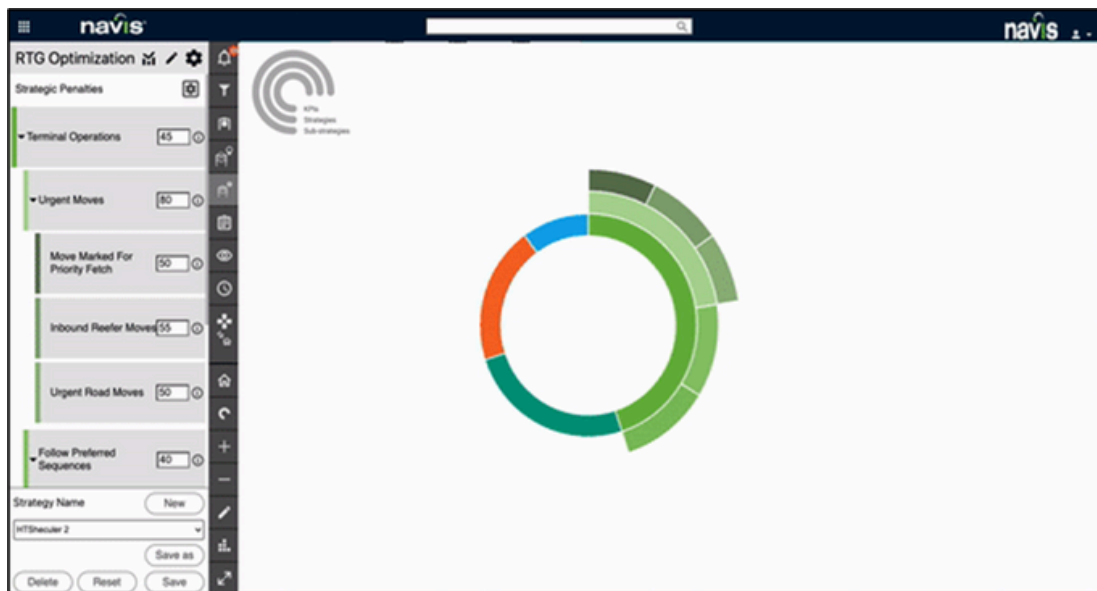 navis
navis
RTG Optimization
Strategic Penalties
Terminal Operations 45
Urgent Moves 80
Move Marked For
Priority Fetch 50
Inbound Reefer Moves 55
Urgent Road Moves 50
Follow Preferred
Sequences 40
Strategy Name New
HTSheculer 2
Save as
Delete Reset Save
KPIs
Strategies
Sub-strategies